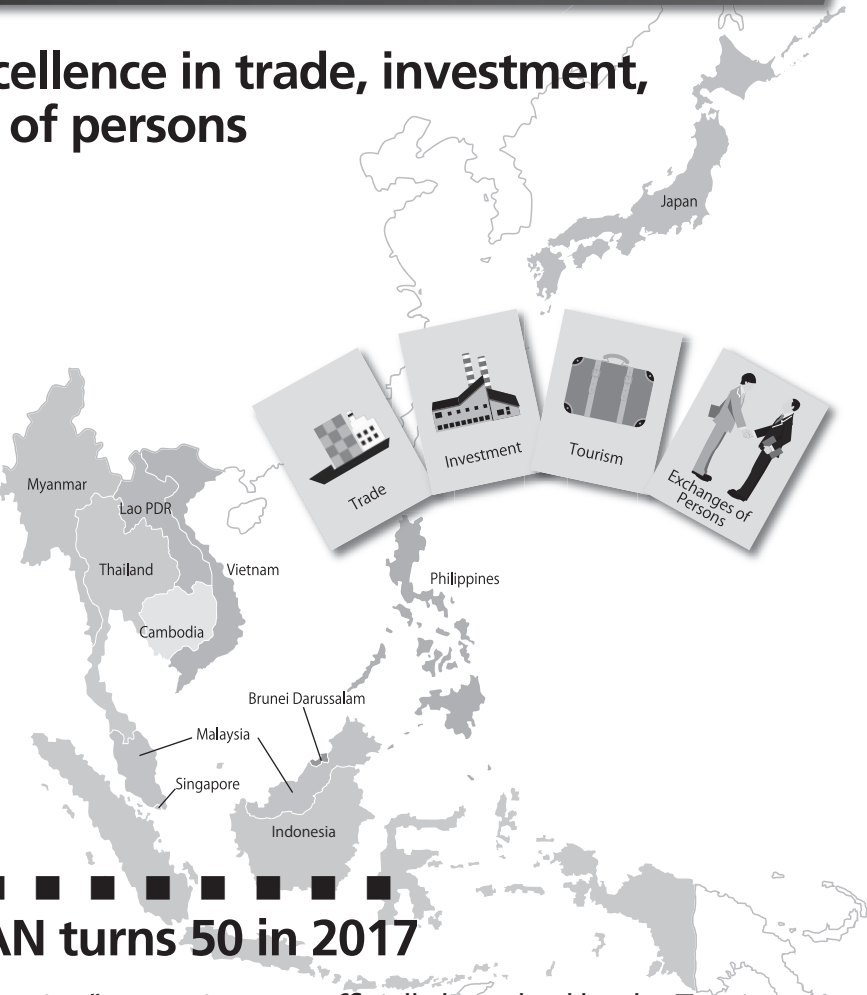 cellence in trade, investment,
of persons
Japan
Trade
Investment
Tourism
Exchanges of
Persons
Myanmar
Lao PDR
Thailand
Vietnam
Cambodia
Philippines
Brunei Darussalam
Malaysia
Singapore
Indonesia
AN turns 50 in 2017